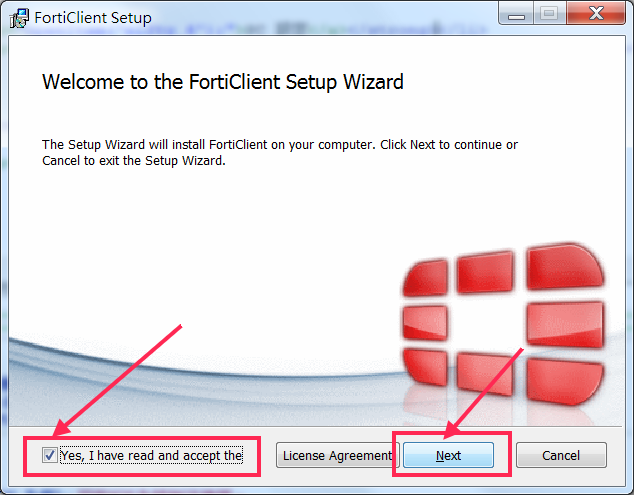 FortiClient Setup
Welcome to the FortiClient Setup Wizard
The Setup Wizard will install FortiClient on your computer. Click Next to continue or
Cancel to exit the Setup Wizard.
Yes, I have read and accept the
License Agreement
Next
Cancel